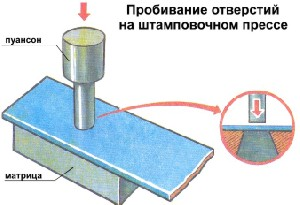 Пробивание отверстий
на штамповочном прессе
пуансон
матрица